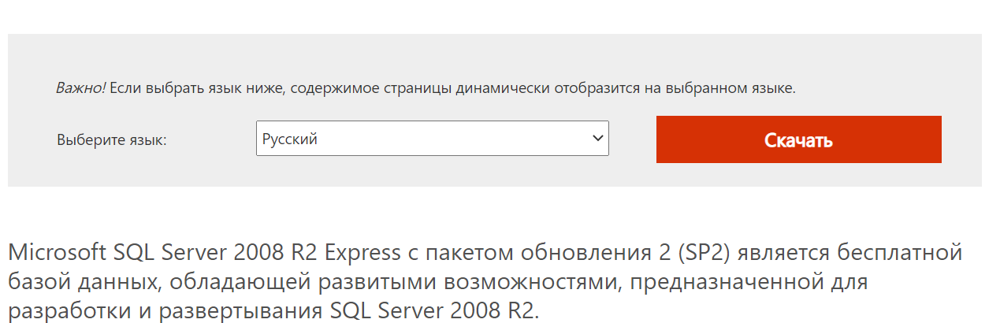 Важно! Если выбрать язык ниже, содержимое страницы динамически отобразится на выбранном языке.
Выберите язык:
Русский
Скачать
Microsoft SQL Server 2008 R2 Express с пакетом обновления 2 (SP2) является бесплатной
базой данных, обладающей развитыми возможностями, предназначенной для
разработки и развертывания SQL Server 2008 R2.